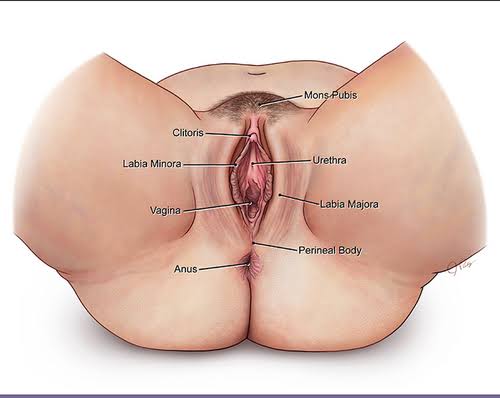 Mons Pubis
Clitoris
Labia Minora
Urethra
Vagina
Labia Majora
Perineal Body
Anus